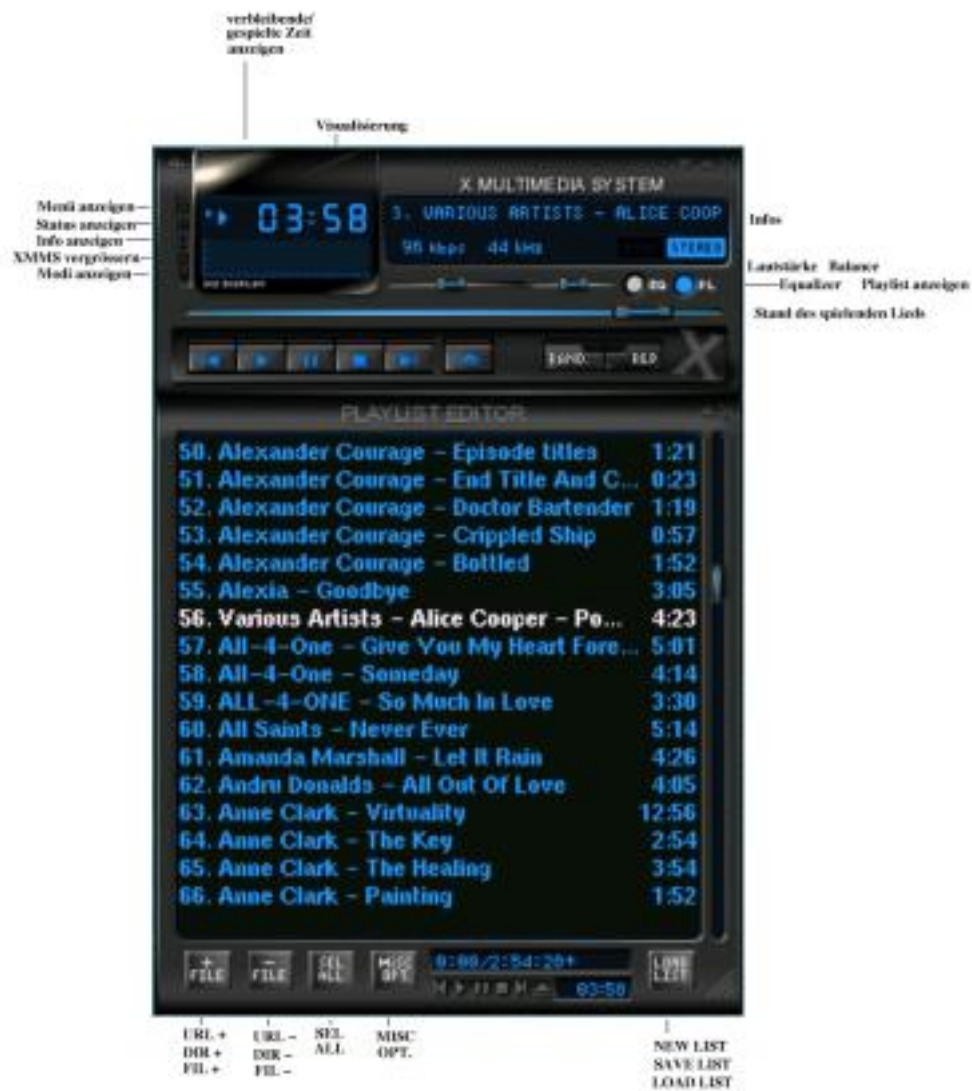 verbleibende/
gespielte Zeit
anzeigen
Visualisierung
Menü anzeigen
Status anzeigen
Info anzeigen
XMMS vergrössern
Modi anzeigen
X MULTIMEDIA SYSTEM
03:58
3. VARIOUS ARTISTS - ALICE COOP
96 kbps 44 kHz
STEREO
EQ PL
Infos
Lautstärke Balance
Equalizer Playlist anzeigen
Stand des spielenden Lieds
RAND REP
X
PLAYLIST EDITOR
50. Alexander Courage - Episode titles 1:21
51. Alexander Courage - End Title And C... 0:23
52. Alexander Courage - Doctor Bartender 1:19
53. Alexander Courage - Crippled Ship 0:57
54. Alexander Courage - Bottled 1:52
55. Alexia - Goodbye 3:05
56. Various Artists - Alice Cooper - Po... 4:23
57. All-4-One - Give You My Heart Fore... 5:01
58. All-4-One - Someday 4:14
59. ALL-4-ONE - So Much In Love 3:30
60. All Saints - Never Ever 5:14
61. Amanda Marshall - Let It Rain 4:26
62. Andru Donalds - All Out Of Love 4:05
63. Anne Clark - Virtuality 12:56
64. Anne Clark - The Key 2:54
65. Anne Clark - The Healing 3:54
66. Anne Clark - Painting 1:52
+ FILE
- FILE
SEL ALL
MISC OPT
0:00/2:54:20+
03:58
LOAD LIST
URL +
DIR +
FIL +
URL -
DIR -
FIL -
SEL
ALL
MISC
OPT.
NEW LIST
SAVE LIST
LOAD LIST